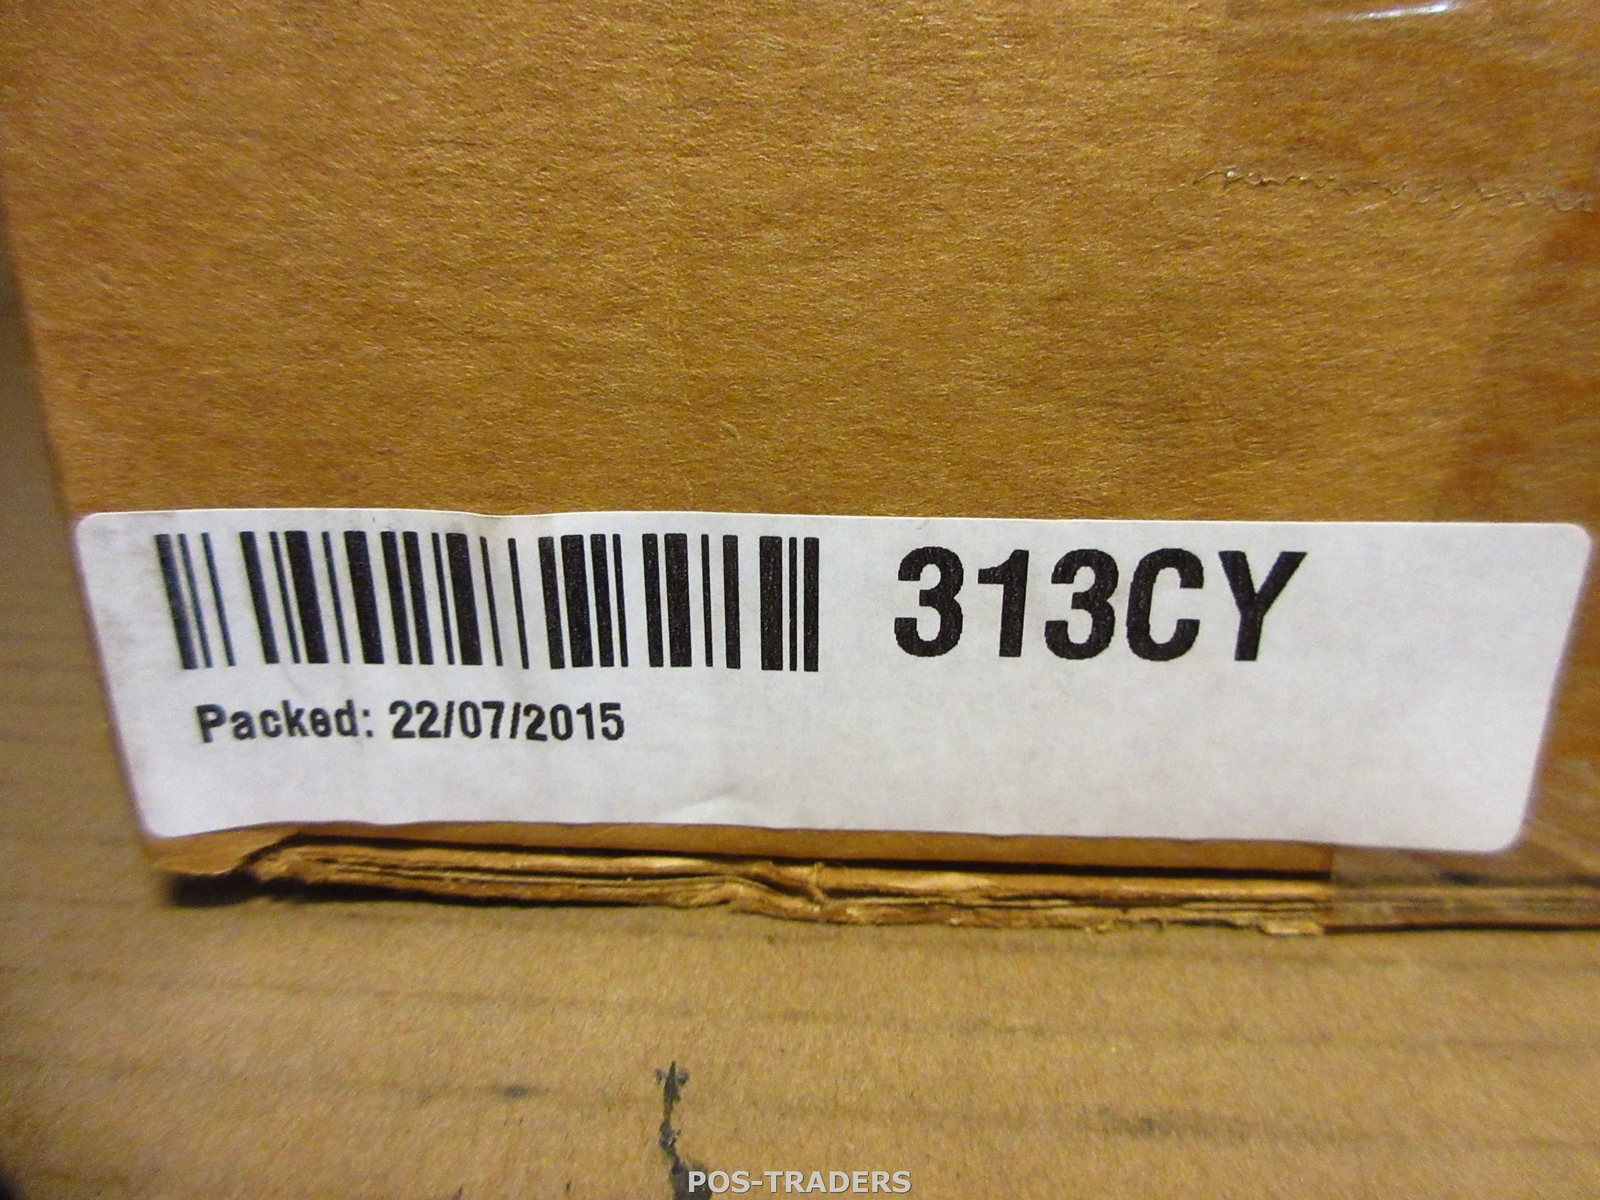 313CY
Packed: 22/07/2015
POS-TRADERS